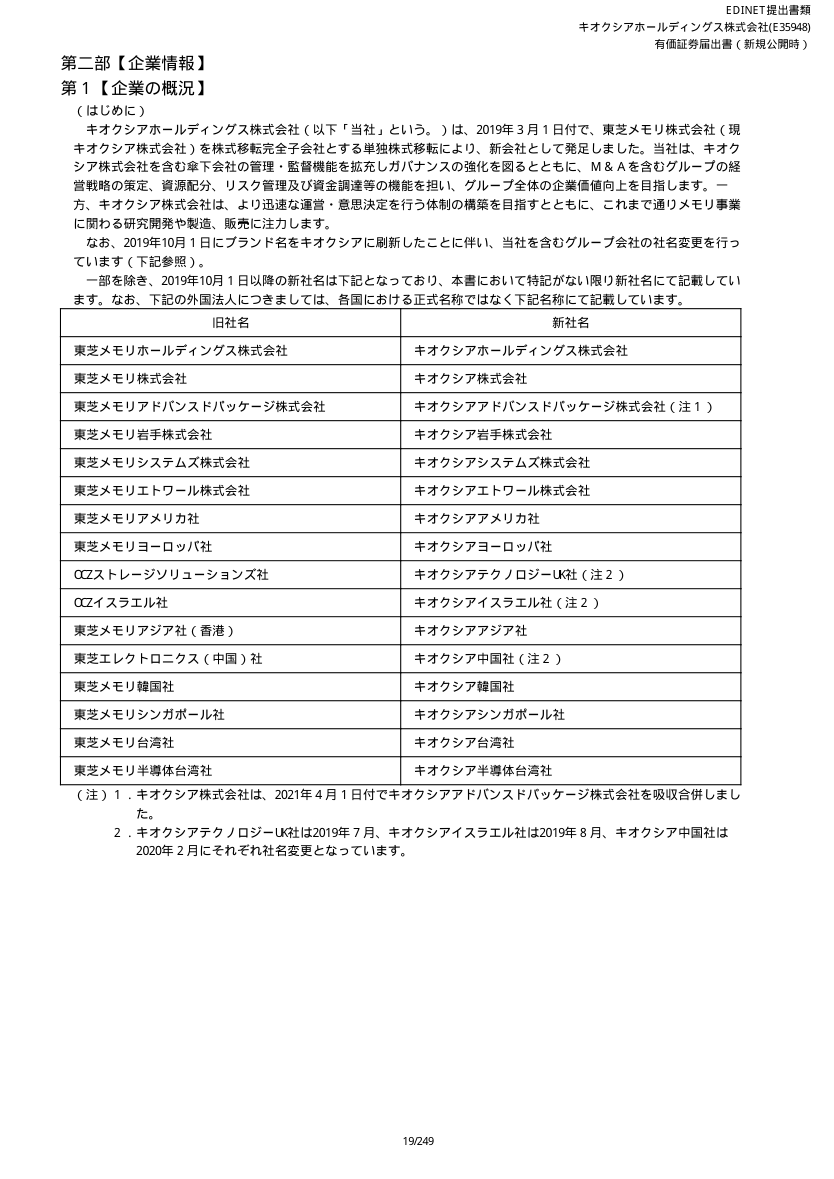 EDINET提出書類
キオクシアホールディングス株式会社(E35948)
有価証券届出書（新規公開時）
第二部【企業情報】
第１【企業の概況】
（はじめに）
キオクシアホールディングス株式会社（以下「当社」という。）は、2019年３月１日付で、東芝メモリ株式会社（現
キオクシア株式会社）を株式移転完全子会社とする単独株式移転により、新会社として発足しました。当社は、キオク
シア株式会社を含む傘下会社の管理・監督機能を拡充しガバナンスの強化を図るとともに、Ｍ＆Ａを含むグループの経
営戦略の策定、資源配分、リスク管理及び資金調達等の機能を担い、グループ全体の企業価値向上を目指します。一
方、キオクシア株式会社は、より迅速な運営・意思決定を行う体制の構築を目指すとともに、これまで通りメモリ事業
に関わる研究開発や製造、販売に注力します。
なお、2019年10月１日にブランド名をキオクシアに刷新したことに伴い、当社を含むグループ会社の社名変更を行っ
ています（下記参照）。
一部を除き、2019年10月１日以降の新社名は下記となっており、本書において特記がない限り新社名にて記載してい
ます。なお、下記の外国法人につきましては、各国における正式名称ではなく下記名称にて記載しています。
旧社名 新社名
東芝メモリホールディングス株式会社 キオクシアホールディングス株式会社
東芝メモリ株式会社 キオクシア株式会社
東芝メモリアドバンスドパッケージ株式会社 キオクシアアドバンスドパッケージ株式会社（注１）
東芝メモリ岩手株式会社 キオクシア岩手株式会社
東芝メモリシステムズ株式会社 キオクシアシステムズ株式会社
東芝メモリエトワール株式会社 キオクシアエトワール株式会社
東芝メモリアメリカ社 キオクシアアメリカ社
東芝メモリヨーロッパ社 キオクシアヨーロッパ社
OCZストレージソリューションズ社 キオクシアテクノロジーUK社（注２）
OCZイスラエル社 キオクシアイスラエル社（注２）
東芝メモリアジア社（香港） キオクシアアジア社
東芝エレクトロニクス（中国）社 キオクシア中国社（注２）
東芝メモリ韓国社 キオクシア韓国社
東芝メモリシンガポール社 キオクシアシンガポール社
東芝メモリ台湾社 キオクシア台湾社
東芝メモリ半導体台湾社 キオクシア半導体台湾社
（注）１．キオクシア株式会社は、2021年４月１日付でキオクシアアドバンスドパッケージ株式会社を吸収合併しまし
た。
２．キオクシアテクノロジーUK社は2019年７月、キオクシアイスラエル社は2019年８月、キオクシア中国社は
2020年２月にそれぞれ社名変更となっています。
19/249